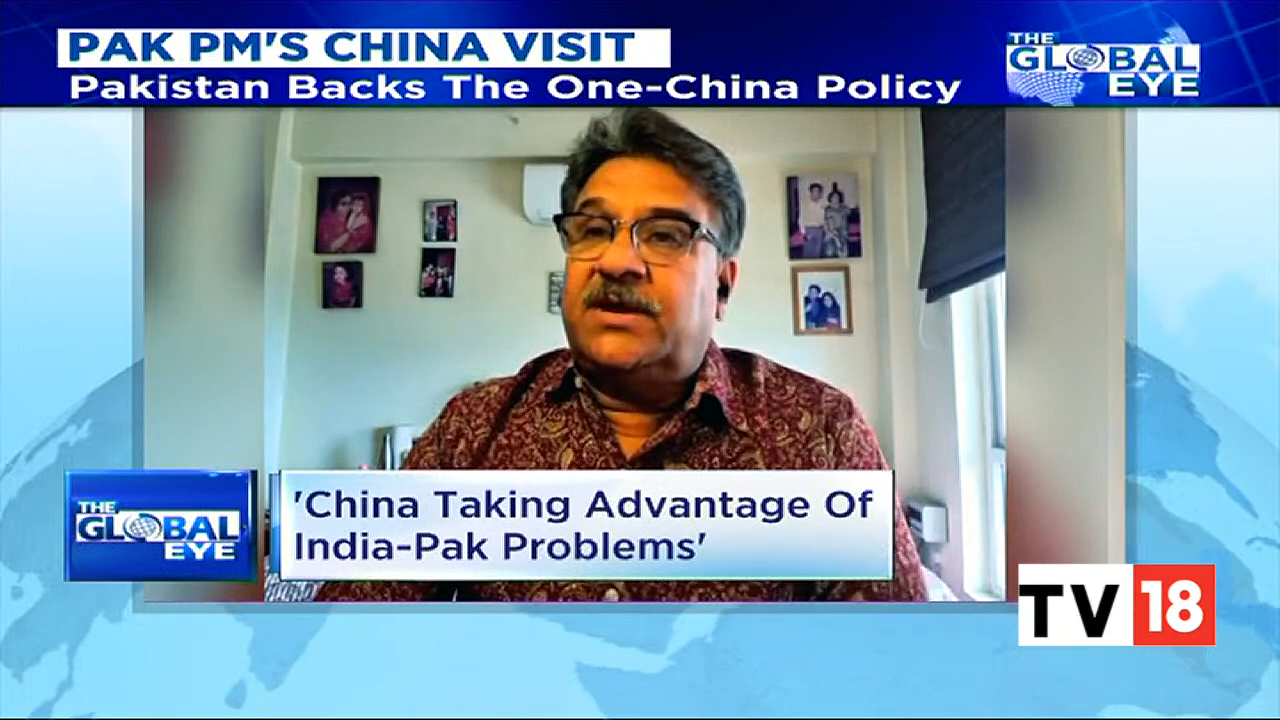 PAK PM'S CHINA VISIT
Pakistan Backs The One-China Policy
THE
GLOBAL
EYE
THE
GLOBAL
EYE
'China Taking Advantage Of
India-Pak Problems'
TV18